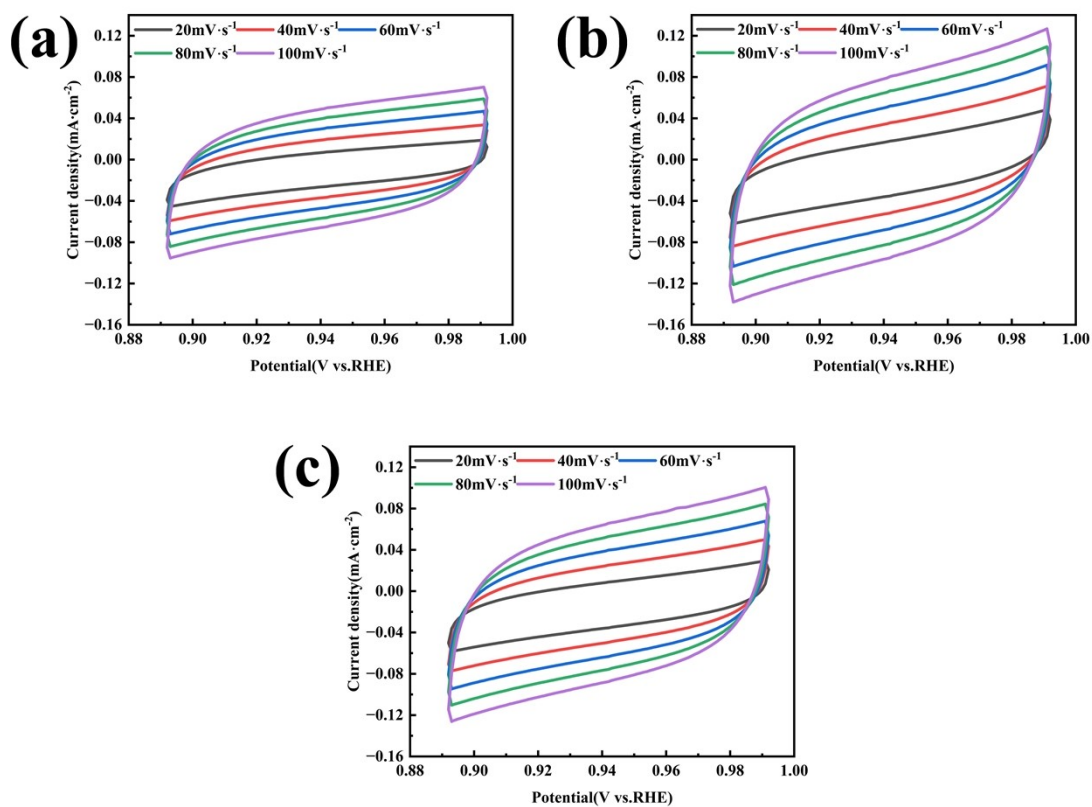 (a)
20mV·s⁻¹ 40mV·s⁻¹ 60mV·s⁻¹
80mV·s⁻¹ 100mV·s⁻¹
0.12
0.08
0.04
0.00
−0.04
−0.08
−0.12
−0.16
Current density(mA·cm⁻²)
0.88 0.90 0.92 0.94 0.96 0.98 1.00
Potential(V vs.RHE)
(b)
20mV·s⁻¹ 40mV·s⁻¹ 60mV·s⁻¹
80mV·s⁻¹ 100mV·s⁻¹
0.12
0.08
0.04
0.00
−0.04
−0.08
−0.12
−0.16
Current density(mA·cm⁻²)
0.88 0.90 0.92 0.94 0.96 0.98 1.00
Potential(V vs.RHE)
(c)
20mV·s⁻¹ 40mV·s⁻¹ 60mV·s⁻¹
80mV·s⁻¹ 100mV·s⁻¹
0.12
0.08
0.04
0.00
−0.04
−0.08
−0.12
−0.16
Current density(mA·cm⁻²)
0.88 0.90 0.92 0.94 0.96 0.98 1.00
Potential(V vs.RHE)